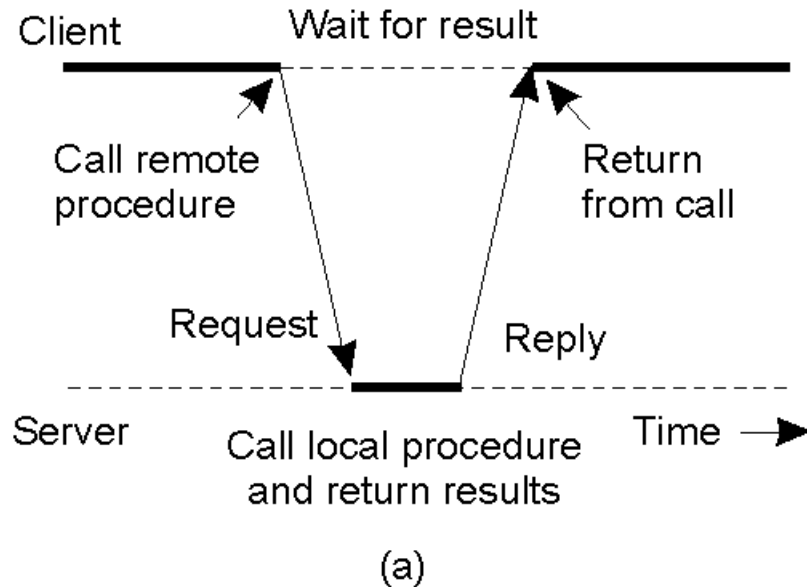 Client
Wait for result
Call remote
procedure
Return
from call
Request
Reply
Server
Call local procedure
and return results
Time
(a)